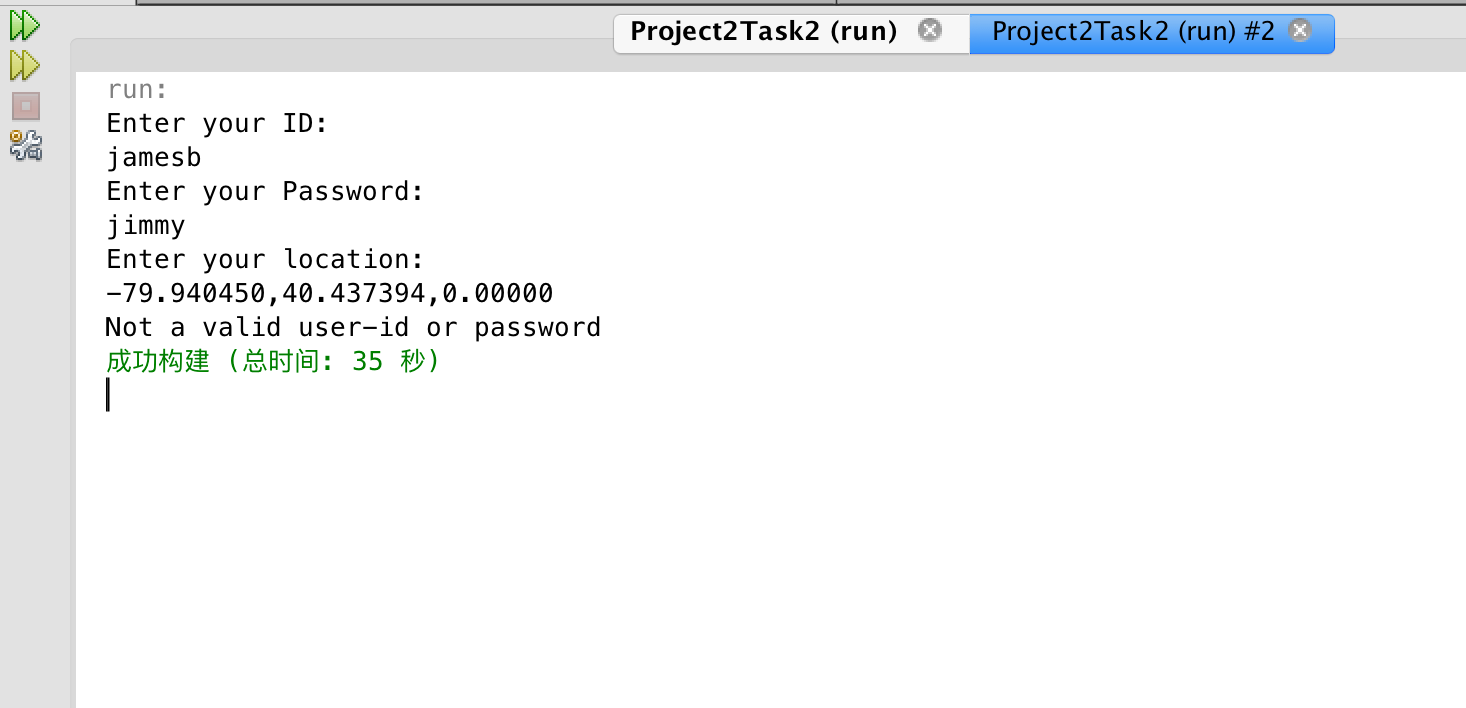 Project2Task2 (run)
Project2Task2 (run) #2
run:
Enter your ID:
jamesb
Enter your Password:
jimmy
Enter your location:
-79.940450,40.437394,0.00000
Not a valid user-id or password
成功构建 (总时间: 35 秒)